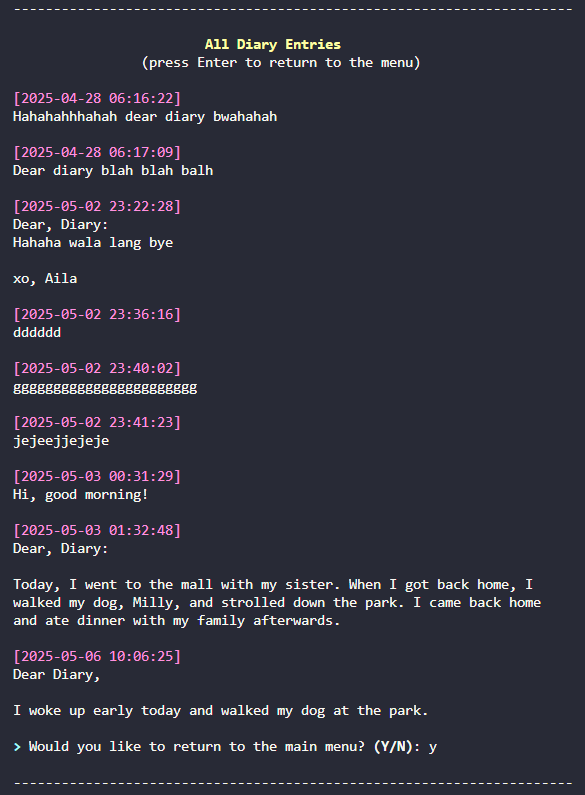 ----------------------------------------------------------------------
All Diary Entries
(press Enter to return to the menu)
[2025-04-28 06:16:22]
Hahahahhhahah dear diary bwahahah
[2025-04-28 06:17:09]
Dear diary blah blah balh
[2025-05-02 23:22:28]
Dear, Diary:
Hahaha wala lang bye
xo, Aila
[2025-05-02 23:36:16]
dddddd
[2025-05-02 23:40:02]
ggggggggggggggggggggggg
[2025-05-02 23:41:23]
jejeejjejeje
[2025-05-03 00:31:29]
Hi, good morning!
[2025-05-03 01:32:48]
Dear, Diary:
Today, I went to the mall with my sister. When I got back home, I
walked my dog, Milly, and strolled down the park. I came back home
and ate dinner with my family afterwards.
[2025-05-06 10:06:25]
Dear Diary,
I woke up early today and walked my dog at the park.
> Would you like to return to the main menu? (Y/N): y
----------------------------------------------------------------------